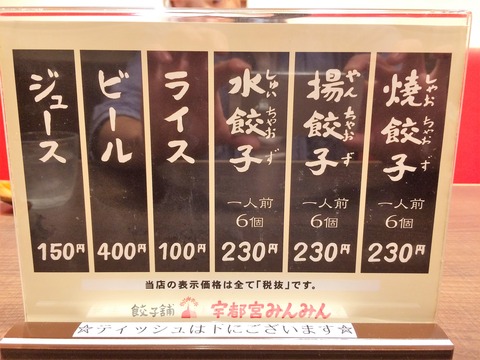 焼餃子
しゃお ちゃお ず
一人前
6個
230円
揚餃子
やん ちゃお ず
一人前
6個
230円
水餃子
しゅい ちゃお ず
一人前
6個
230円
ライス
100円
ビール
400円
ジュース
150円
当店の表示価格は全て「税抜」です。
餃子舗 宇都宮みんみん
☆ティッシュは下にございます☆